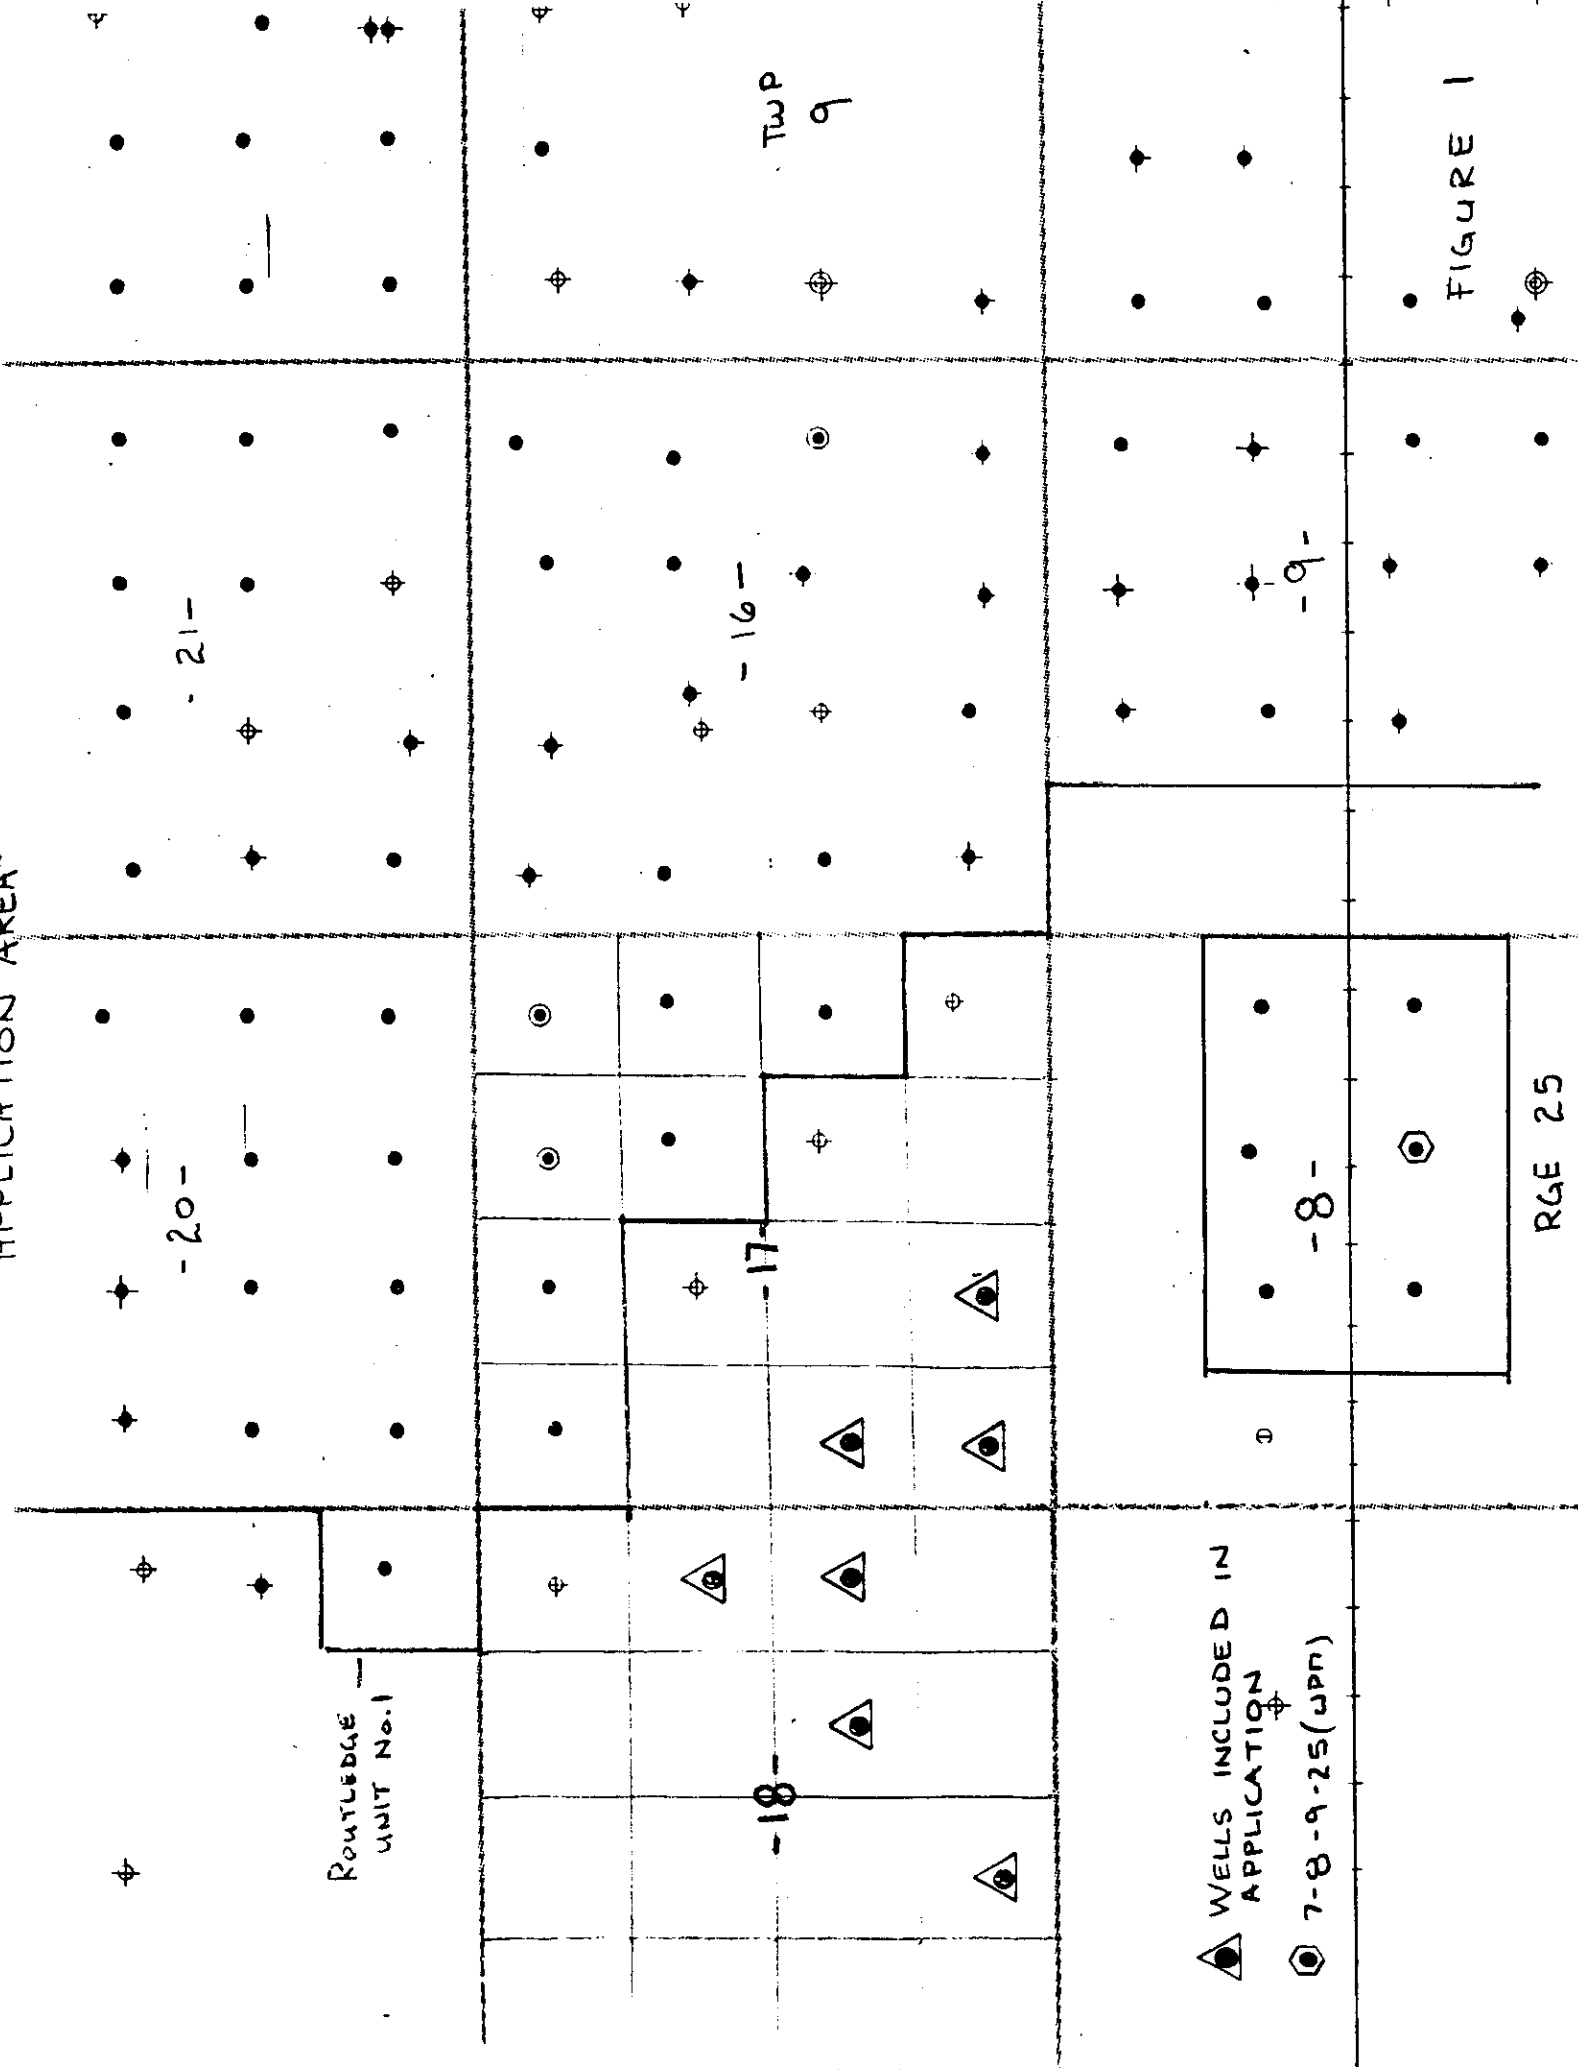 APPLICATION AREA
- 21 -
- 20 -
TWP
9
- 16 -
- 17 -
- 18 -
ROUTLEDGE
UNIT No.1
- 9 -
- 8 -
WELLS INCLUDED IN
APPLICATION
7-8-9-25(WPM)
RGE 25
FIGURE 1